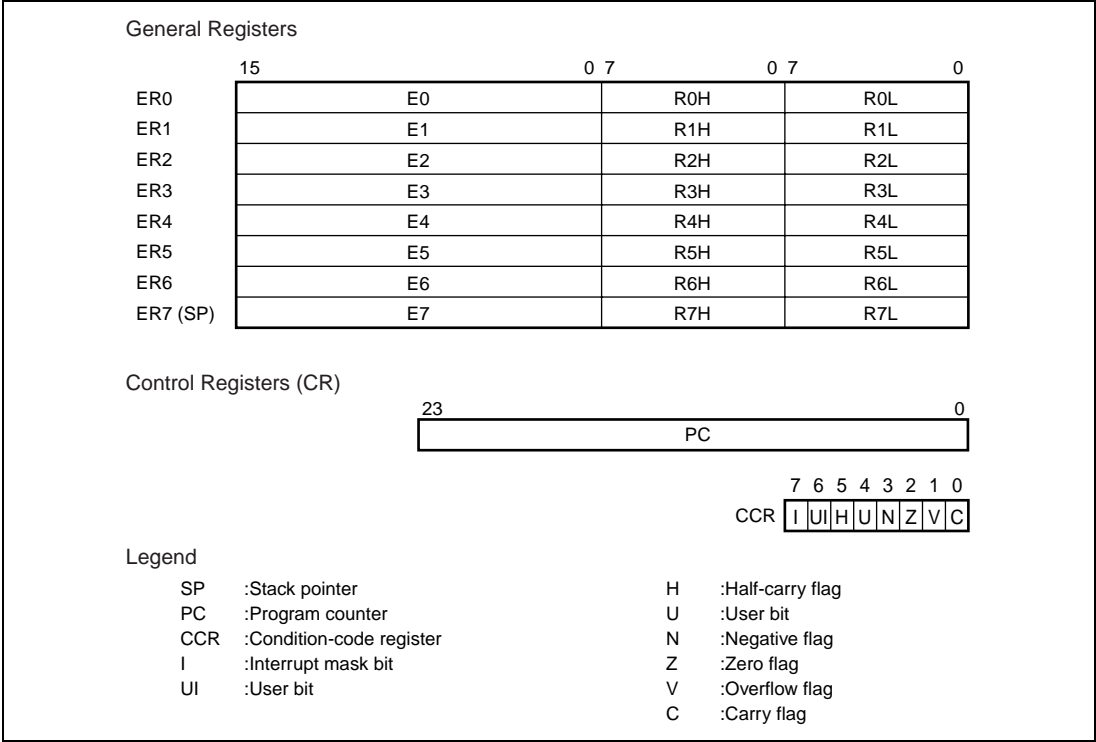 General Registers
15 0 7 0 7 0
ER0 E0 R0H R0L
ER1 E1 R1H R1L
ER2 E2 R2H R2L
ER3 E3 R3H R3L
ER4 E4 R4H R4L
ER5 E5 R5H R5L
ER6 E6 R6H R6L
ER7 (SP) E7 R7H R7L
Control Registers (CR)
23 0
PC
7 6 5 4 3 2 1 0
CCR I UI H U N Z V C
Legend
SP :Stack pointer
PC :Program counter
CCR :Condition-code register
I :Interrupt mask bit
UI :User bit
H :Half-carry flag
U :User bit
N :Negative flag
Z :Zero flag
V :Overflow flag
C :Carry flag